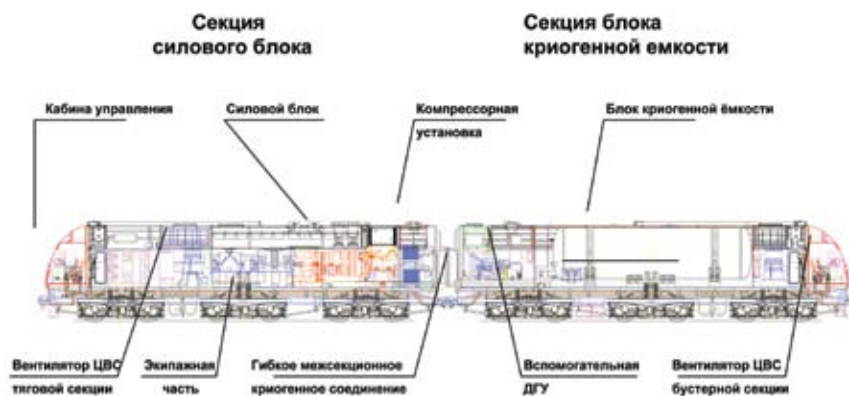 Секция
силового блока
Секция блока
криогенной емкости
Кабина управления
Силовой блок
Компрессорная
установка
Блок криогенной ёмкости
Вентилятор ЦВС
тяговой секции
Экипажная
часть
Гибкое межсекционное
криогенное соединение
Вспомогательная
ДГУ
Вентилятор ЦВС
бустерной секции